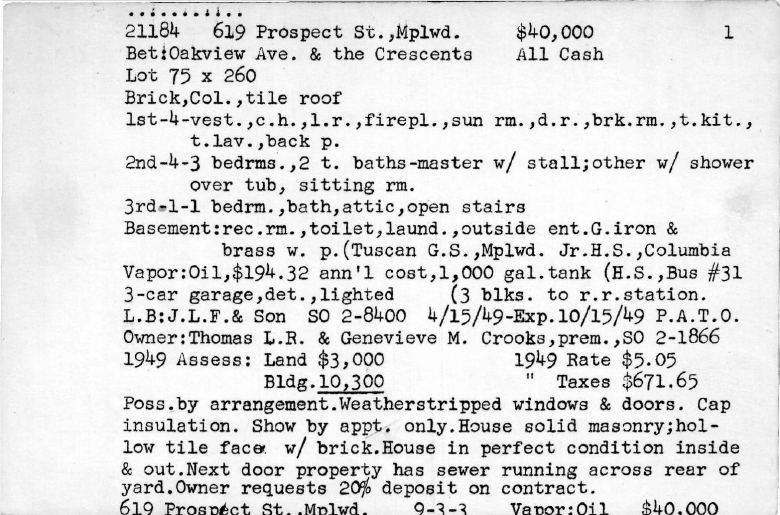 21184 619 Prospect St.,Mplwd. $40,000 1
Bet:Oakview Ave. & the Crescents All Cash
Lot 75 x 260
Brick,Col.,tile roof
1st-4-vest.,c.h.,l.r.,firepl.,sun rm.,d.r.,brk.rm.,t.kit.,
t.lav.,back p.
2nd-4-3 bedrms.,2 t. baths-master w/ stall;other w/ shower
over tub, sitting rm.
3rd-1-1 bedrm.,bath,attic,open stairs
Basement:rec.rm.,toilet,laund.,outside ent.G.iron &
brass w. p.(Tuscan G.S.,Mplwd. Jr.H.S.,Columbia
Vapor:Oil,$194.32 ann'l cost,1,000 gal.tank (H.S.,Bus #31
3-car garage,det.,lighted (3 blks. to r.r.station.
L.B:J.L.F.& Son SO 2-8400 4/15/49-Exp.10/15/49 P.A.T.O.
Owner:Thomas L.R. & Genevieve M. Crooks,prem.,SO 2-1866
1949 Assess: Land $3,000 1949 Rate $5.05
Bldg.10,300 " Taxes $671.65
Poss.by arrangement.Weatherstripped windows & doors. Cap
insulation. Show by appt. only.House solid masonry;hol-
low tile face w/ brick.House in perfect condition inside
& out.Next door property has sewer running across rear of
yard.Owner requests 20% deposit on contract.
619 Prospect St.,Mplwd. 9-3-3 Vapor:Oil $40,000